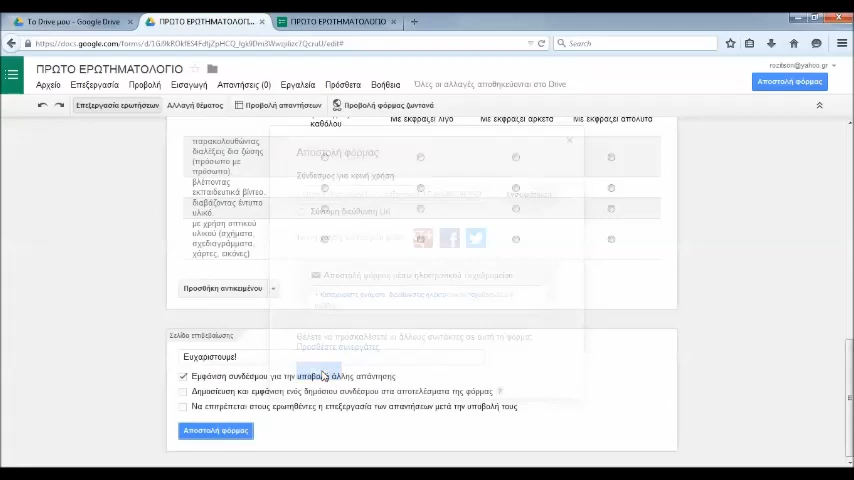 Το Drive μου - Google Drive
ΠΡΩΤΟ ΕΡΩΤΗΜΑΤΟΛΟΓΙ...
ΠΡΩΤΟ ΕΡΩΤΗΜΑΤΟΛΟΓΙΟ
https://docs.google.com/forms/d/
Search
ΠΡΩΤΟ ΕΡΩΤΗΜΑΤΟΛΟΓΙΟ
rozilson@yahoo.gr
Αρχείο Επεξεργασία Προβολή Εισαγωγή Απαντήσεις (0) Εργαλεία Πρόσθετα Βοήθεια Όλες οι αλλαγές αποθηκεύονται στο Drive
Αποστολή φόρμας
Επεξεργασία ερωτήσεων Αλλαγή θέματος Προβολή απαντήσεων Προβολή φόρμας ζωντανά
καθόλου Με εκφράζει λίγο Με εκφράζει αρκετά Με εκφράζει απόλυτα
παρακολουθώντας
διαλέξεις δια ζώσης
(πρόσωπο με
πρόσωπο).
βλέποντας
εκπαιδευτικά βίντεο.
διαβάζοντας έντυπο
υλικό.
με χρήση οπτικού
υλικού (σχήματα,
σχεδιαγράμματα,
χάρτες, εικόνες)
Αποστολή φόρμας
Σύνδεσμος για κοινή χρήση
Σύντομη διεύθυνση Url
Αποστολή φόρμας μέσω ηλεκτρονικού ταχυδρομείου
Θέλετε να προσκαλέσετε κι άλλους συντάκτες σε αυτή τη φόρμα;
Προσθέστε συνεργάτες
Προσθήκη αντικειμένου
Σελίδα επιβεβαίωσης
Ευχαριστουμε!
Εμφάνιση συνδέσμου για την υποβολή άλλης απάντησης
Δημοσίευση και εμφάνιση ενός δημόσιου συνδέσμου στα αποτελέσματα της φόρμας ?
Να επιτρέπεται στους ερωτηθέντες η επεξεργασία των απαντήσεων μετά την υποβολή τους
Αποστολή φόρμας